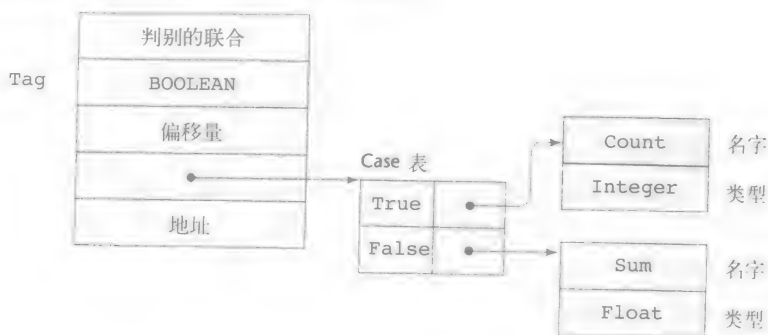 判别的联合
Tag BOOLEAN
偏移量
Case 表
地址
True
False
Count 名字
Integer 类型
Sum 名字
Float 类型